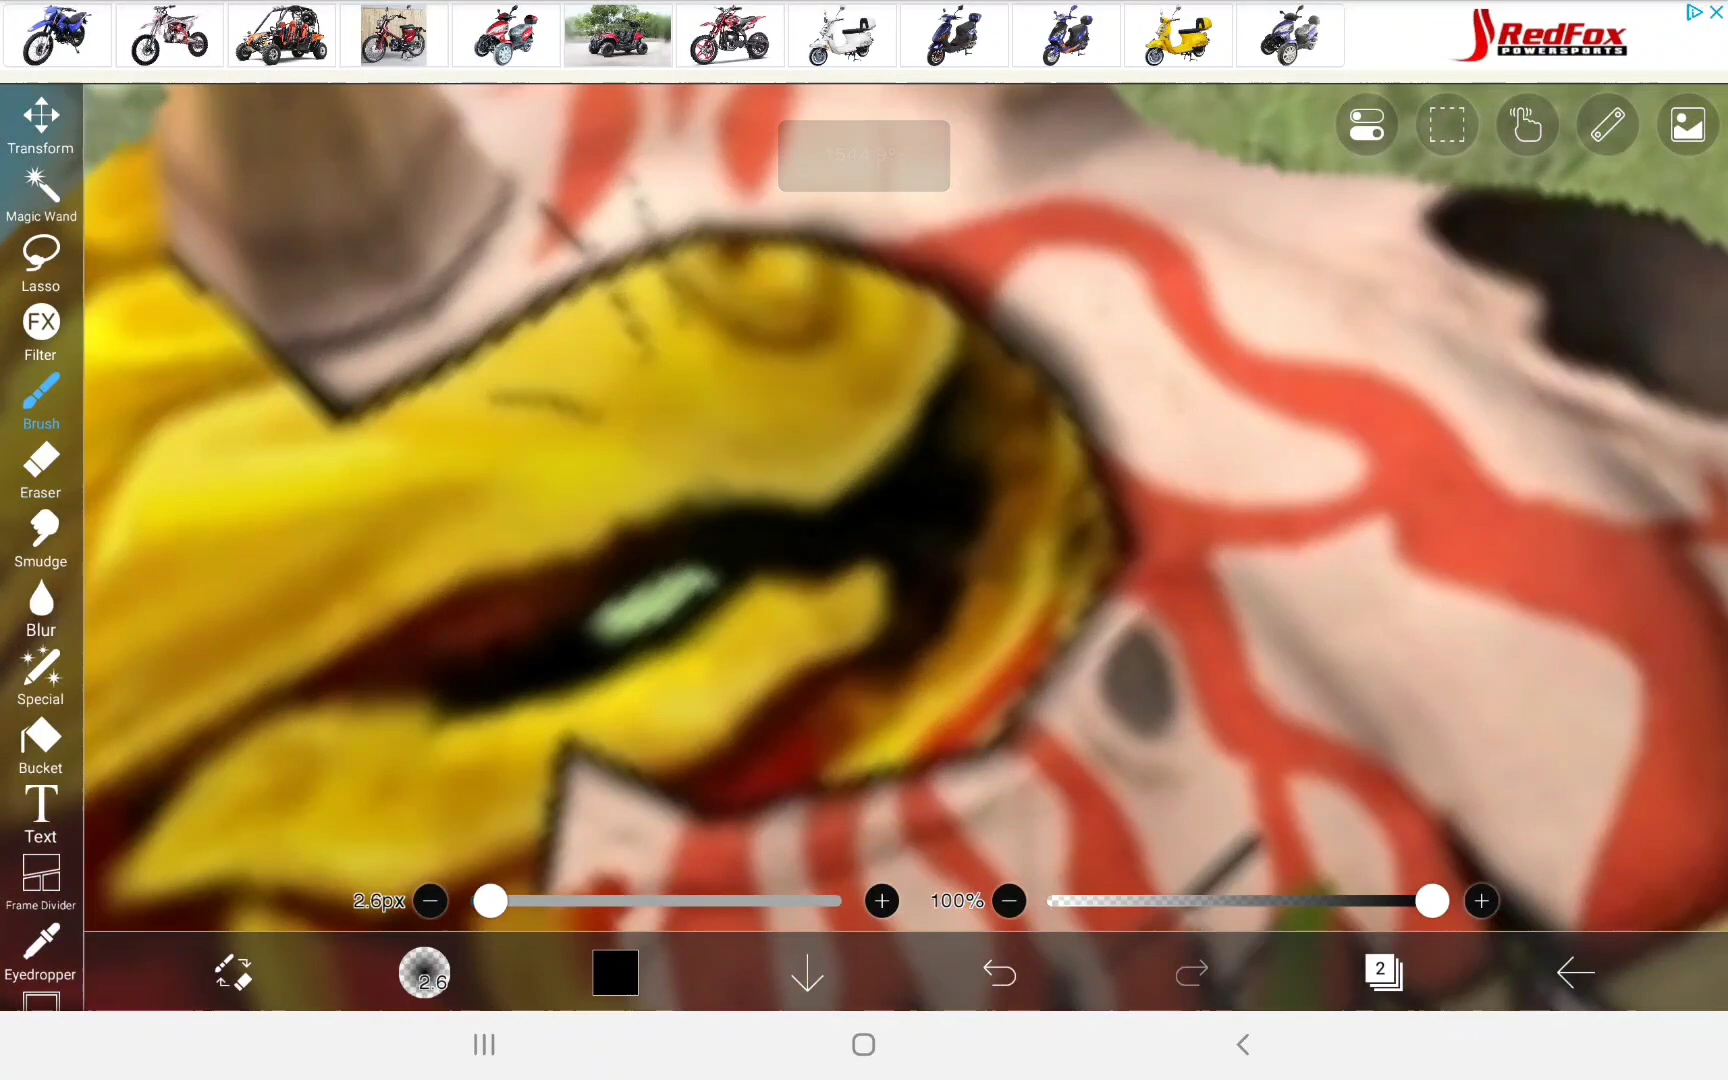 RedFox
POWERSPORTS
Transform
Magic Wand
Lasso
FX
Filter
Brush
Eraser
Smudge
Blur
Special
Bucket
T
Text
Frame Divider
Eyedropper
2.6px
100%
2.6
2